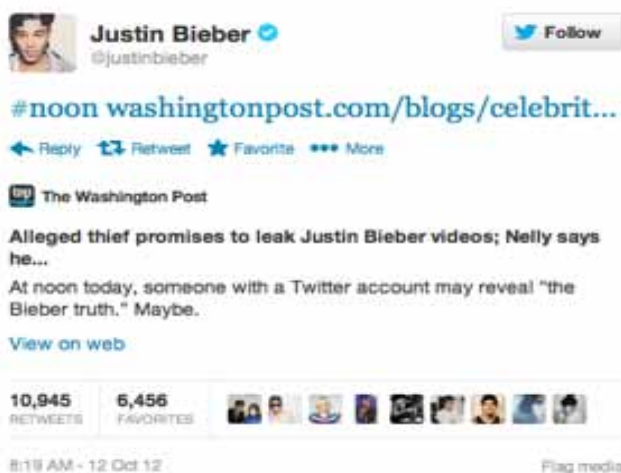 Justin Bieber
Follow
@justinbieber
#noon washingtonpost.com/blogs/celebrit...
Reply Retweet Favorite More
The Washington Post
Alleged thief promises to leak Justin Bieber videos; Nelly says
he...
At noon today, someone with a Twitter account may reveal "the
Bieber truth." Maybe.
View on web
10,945 6,456
RETWEETS FAVORITES
8:19 AM - 12 Oct 12 Flag media